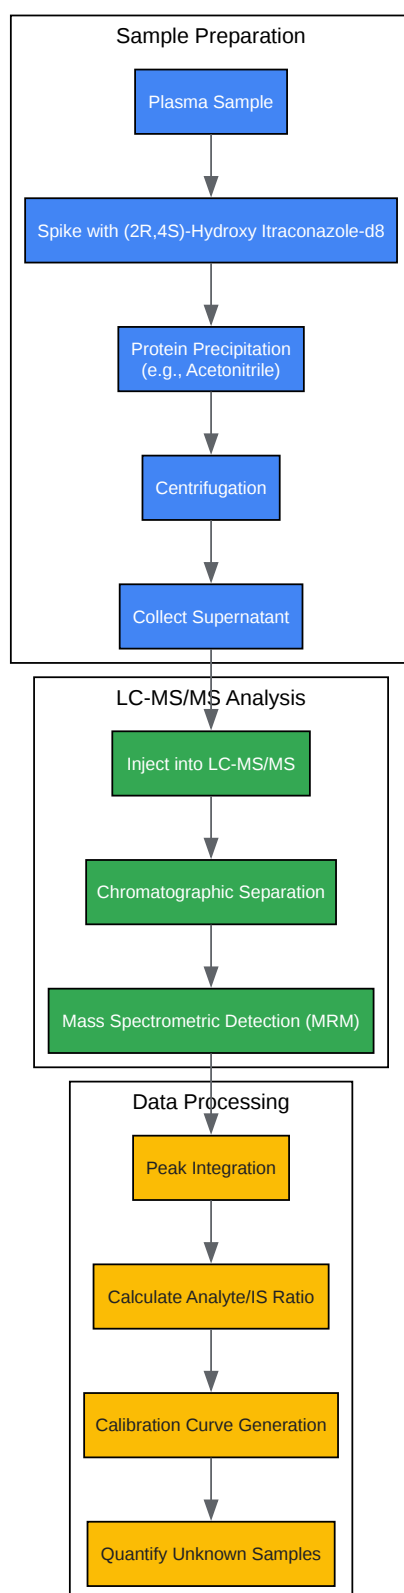 Sample Preparation
Plasma Sample
Spike with (2R,4S)-Hydroxy Itraconazole-d8
Protein Precipitation
(e.g., Acetonitrile)
Centrifugation
Collect Supernatant
LC-MS/MS Analysis
Inject into LC-MS/MS
Chromatographic Separation
Mass Spectrometric Detection (MRM)
Data Processing
Peak Integration
Calculate Analyte/IS Ratio
Calibration Curve Generation
Quantify Unknown Samples